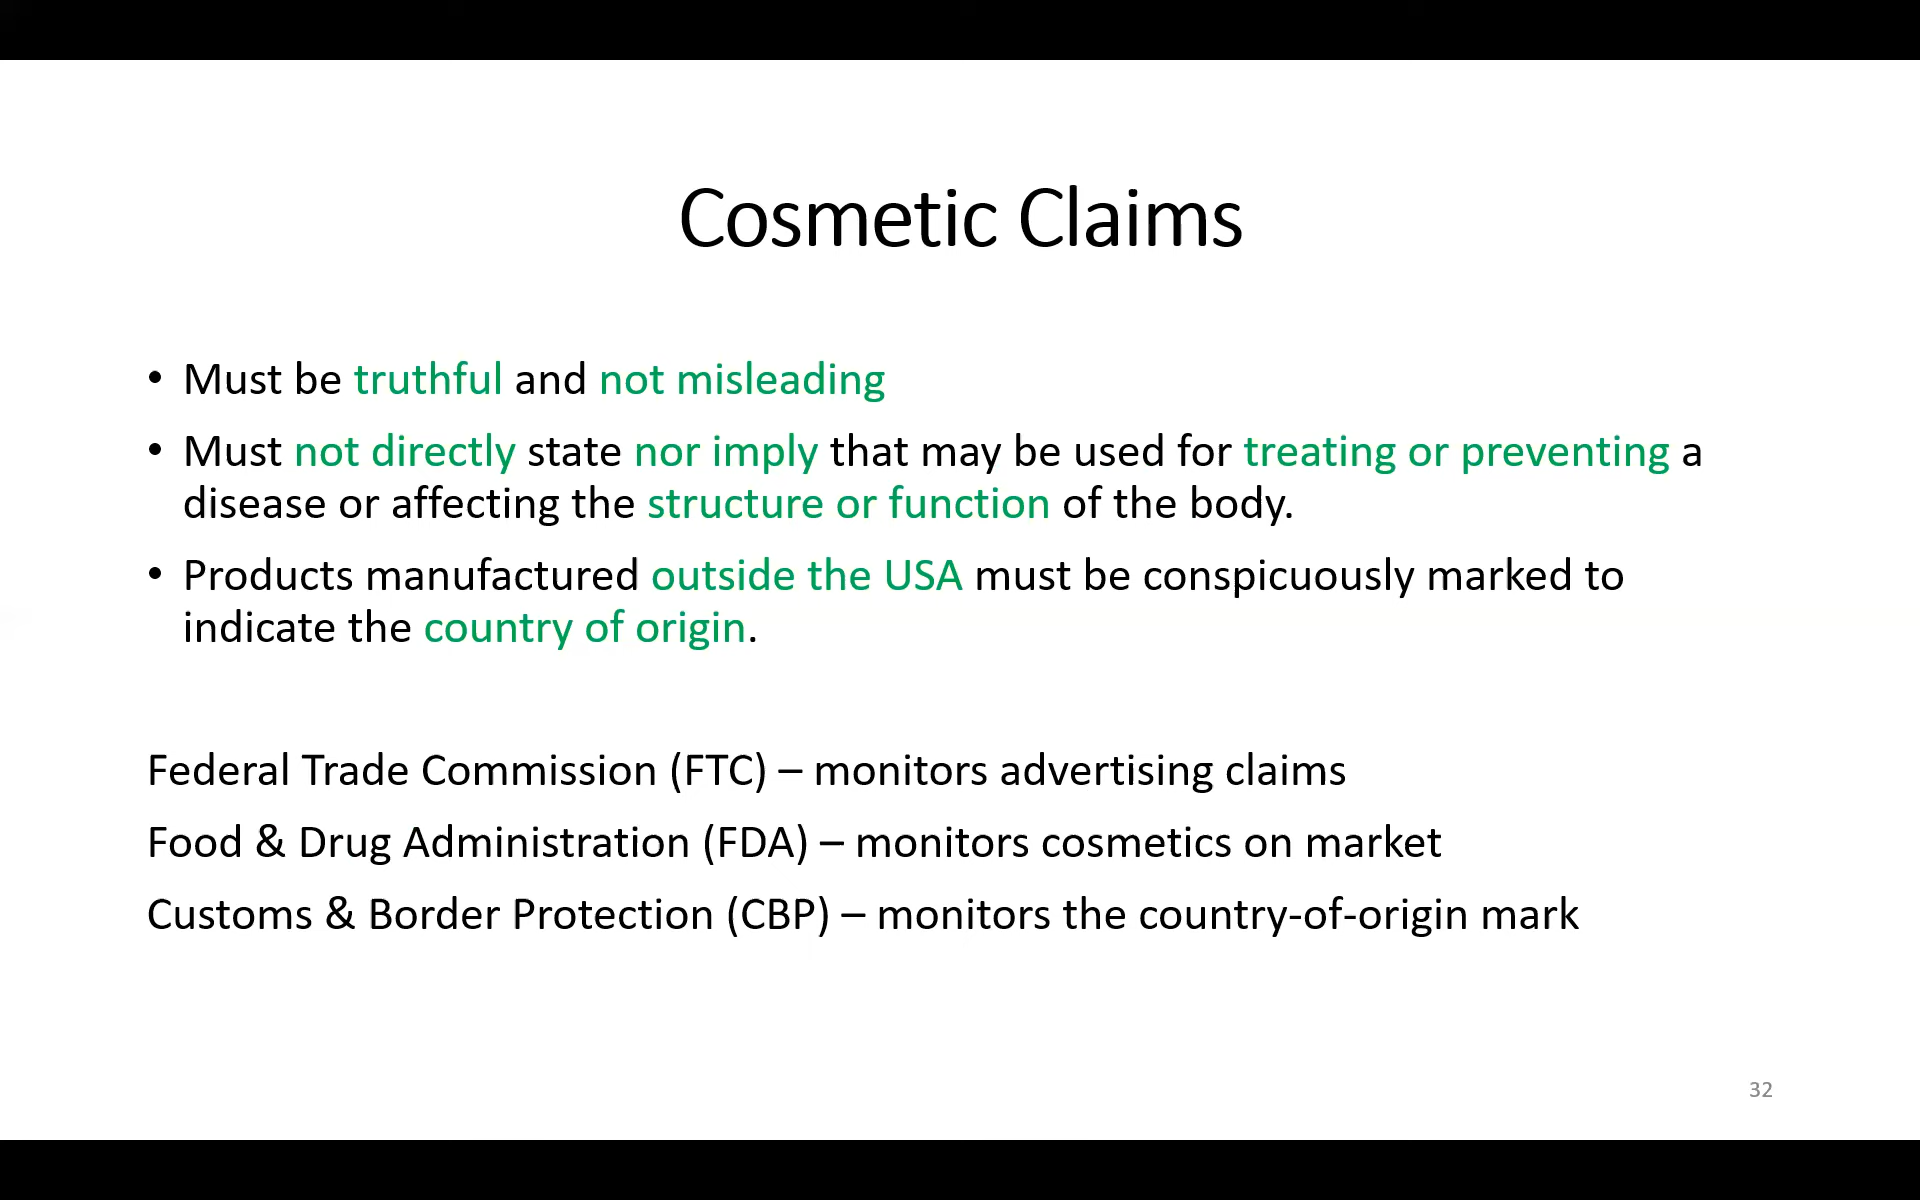 Cosmetic Claims
• Must be truthful and not misleading
• Must not directly state nor imply that may be used for treating or preventing a
disease or affecting the structure or function of the body.
• Products manufactured outside the USA must be conspicuously marked to
indicate the country of origin.
Federal Trade Commission (FTC) – monitors advertising claims
Food & Drug Administration (FDA) – monitors cosmetics on market
Customs & Border Protection (CBP) – monitors the country-of-origin mark
32